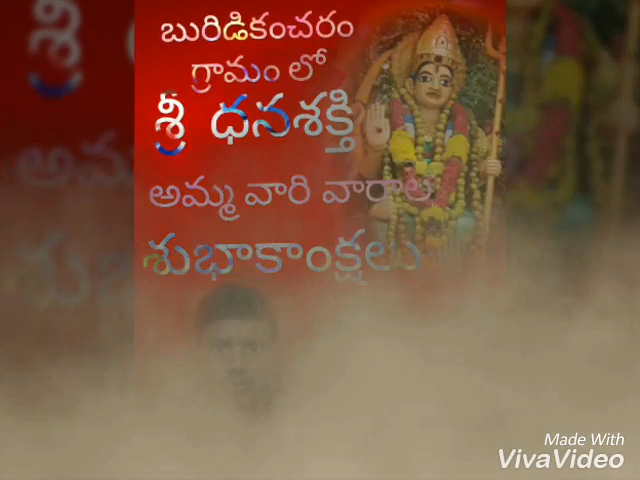 బురిడికంచరం
గ్రామం లో
శ్రీ ధనశక్తి
అమ్మ వారి వారాల
శుభాకాంక్షలు
Made With
VivaVideo